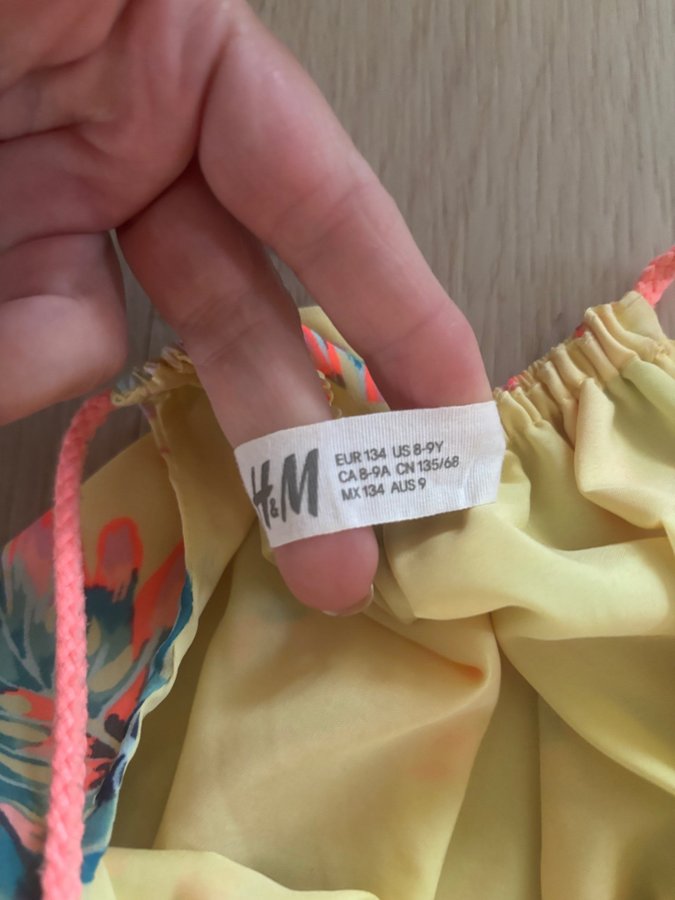 H&M
EUR 134 US 8-9Y
CA 8-9A CN 135/68
MX 134 AUS 9